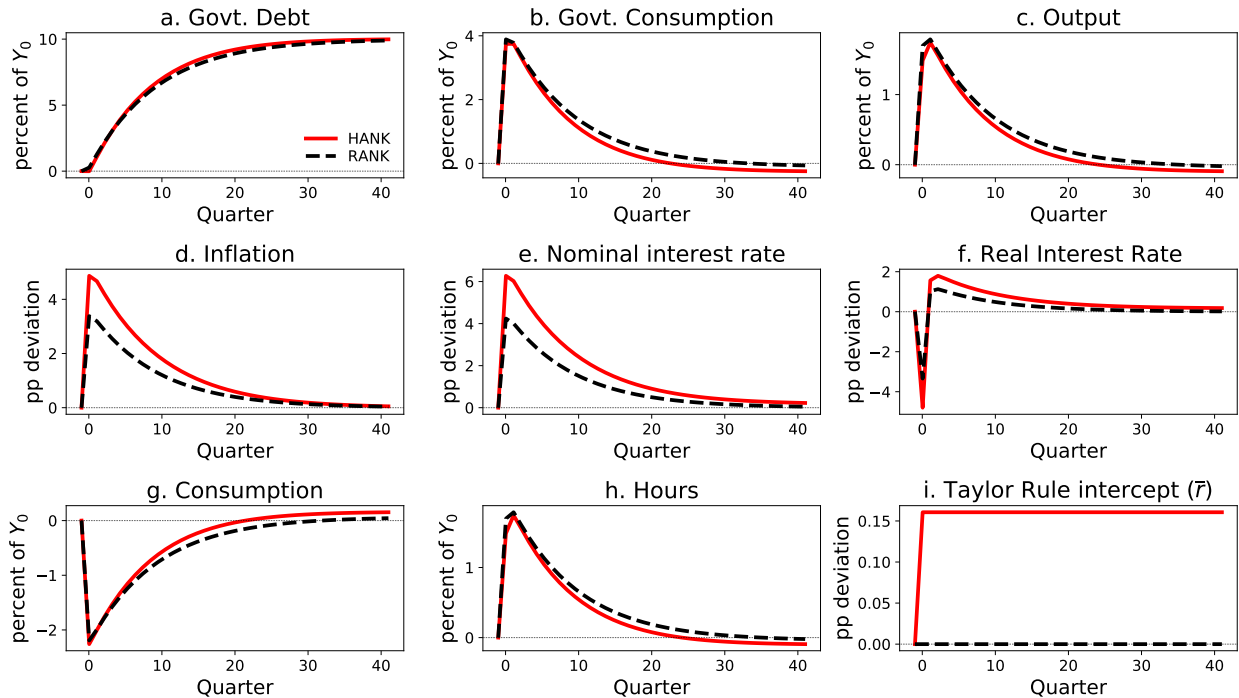 a. Govt. Debt
percent of Y0
10
5
0
0 10 20 30 40
Quarter
HANK
RANK
b. Govt. Consumption
percent of Y0
4
2
0
0 10 20 30 40
Quarter
c. Output
percent of Y0
1
0
0 10 20 30 40
Quarter
d. Inflation
pp deviation
4
2
0
0 10 20 30 40
Quarter
e. Nominal interest rate
pp deviation
6
4
2
0
0 10 20 30 40
Quarter
f. Real Interest Rate
pp deviation
2
0
−2
−4
0 10 20 30 40
Quarter
g. Consumption
percent of Y0
0
−1
−2
0 10 20 30 40
Quarter
h. Hours
percent of Y0
1
0
0 10 20 30 40
Quarter
i. Taylor Rule intercept (r̄)
pp deviation
0.15
0.10
0.05
0.00
0 10 20 30 40
Quarter